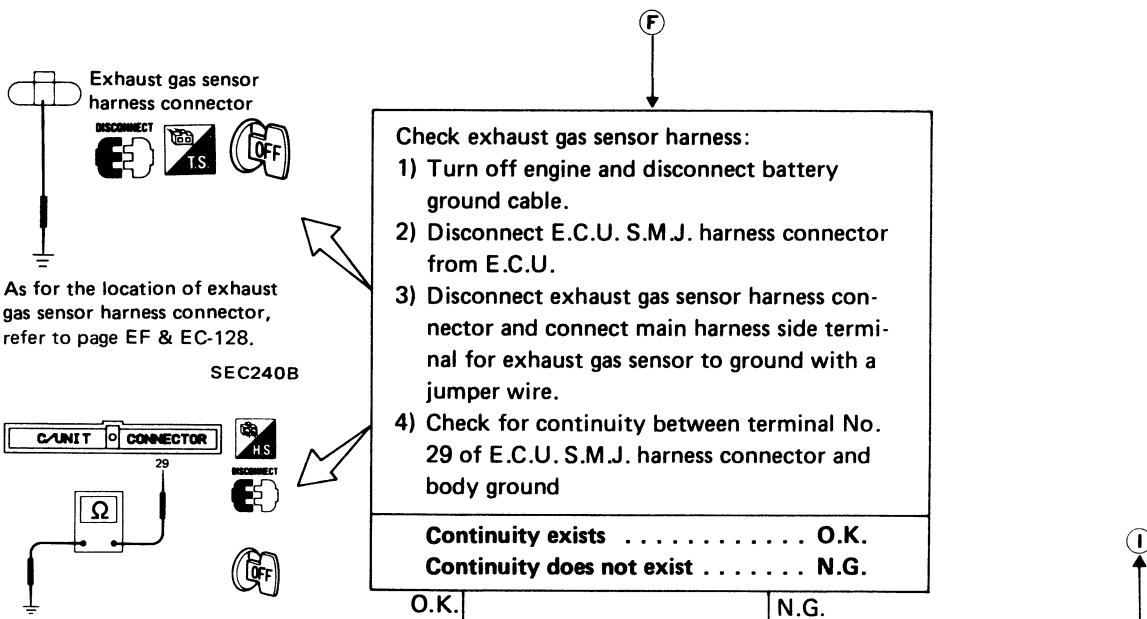 F
Exhaust gas sensor
harness connector
DISCONNECT
T.S.
OFF
As for the location of exhaust
gas sensor harness connector,
refer to page EF & EC-128.
SEC240B
C/UNIT CONNECTOR
H.S
29
DISCONNECT
Ω
OFF
Check exhaust gas sensor harness:
1) Turn off engine and disconnect battery
ground cable.
2) Disconnect E.C.U. S.M.J. harness connector
from E.C.U.
3) Disconnect exhaust gas sensor harness con-
nector and connect main harness side termi-
nal for exhaust gas sensor to ground with a
jumper wire.
4) Check for continuity between terminal No.
29 of E.C.U. S.M.J. harness connector and
body ground
Continuity exists . . . . . . . . . . . . O.K.
Continuity does not exist . . . . . . . N.G.
O.K.
N.G.
I